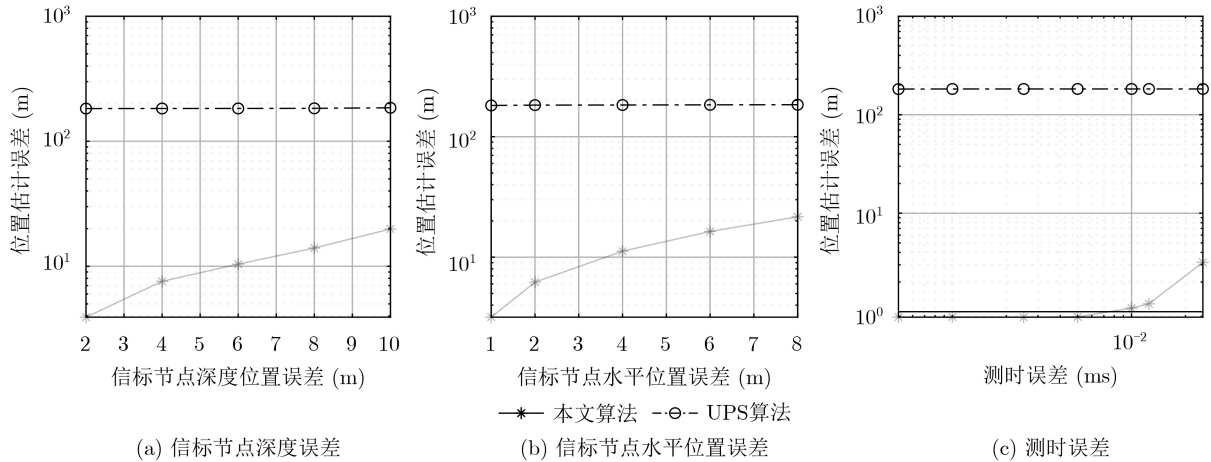 位置估计误差 (m)
10³
10²
10¹
2 3 4 5 6 7 8 9 10
信标节点深度位置误差 (m)
位置估计误差 (m)
10³
10²
10¹
1 2 3 4 5 6 7 8
信标节点水平位置误差 (m)
位置估计误差 (m)
10³
10²
10¹
10⁰
10⁻²
测时误差 (ms)
本文算法 UPS算法
(a) 信标节点深度误差
(b) 信标节点水平位置误差
(c) 测时误差